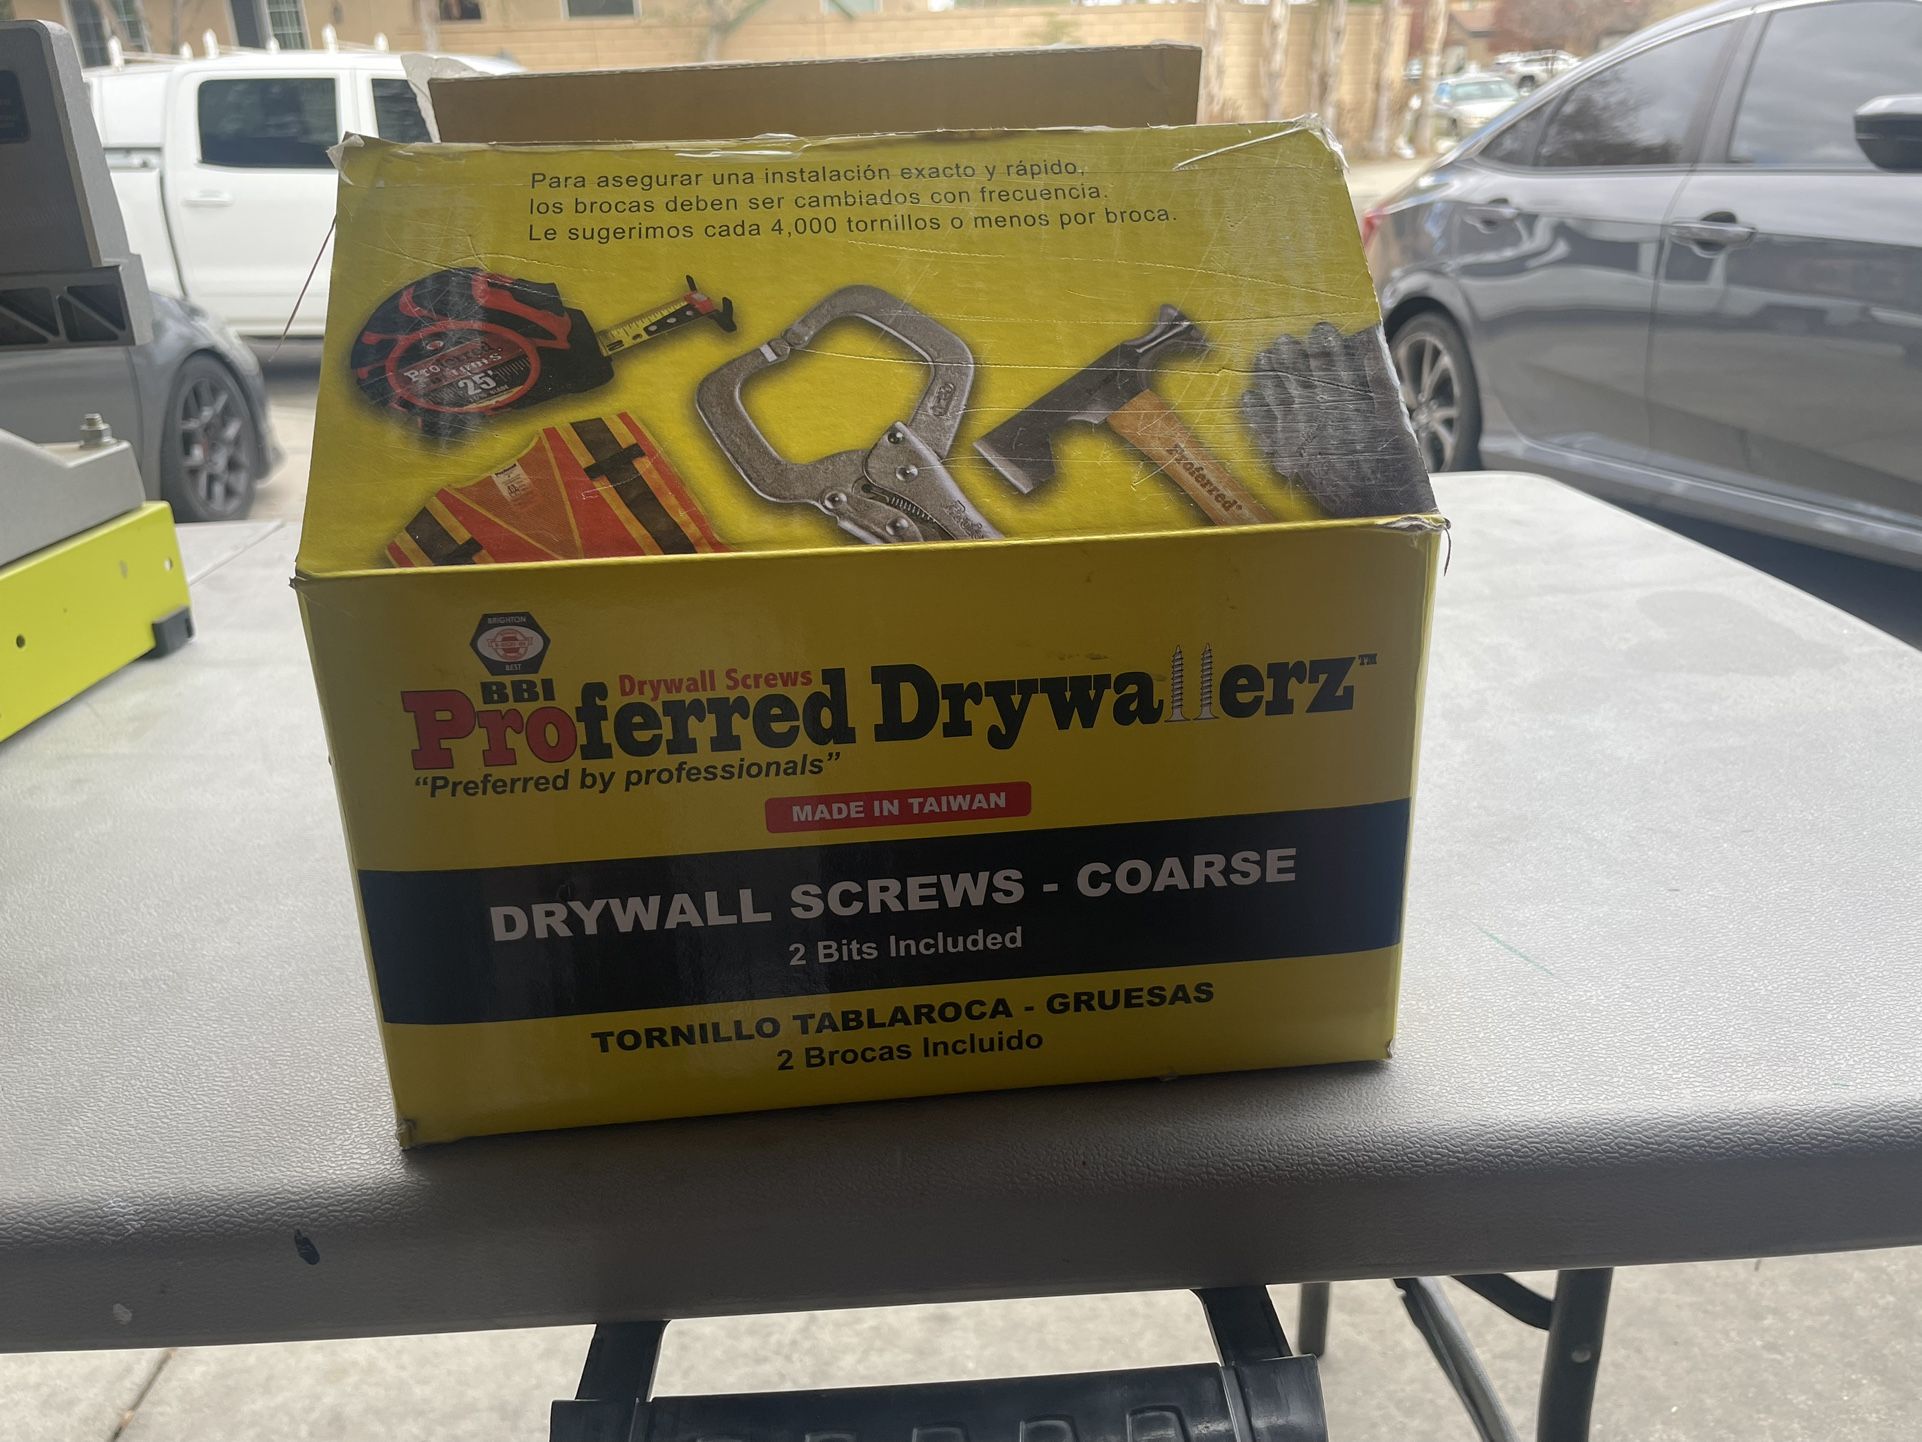 Para asegurar una instalación exacto y rápido,
los brocas deben ser cambiados con frecuencia.
Le sugerimos cada 4,000 tornillos o menos por broca.
Proferred
25'
Proferred
BRIGHTON
BEST
BBI
Drywall Screws
Proferred Drywallerz™
“Preferred by professionals”
MADE IN TAIWAN
DRYWALL SCREWS - COARSE
2 Bits Included
TORNILLO TABLAROCA - GRUESAS
2 Brocas Incluido